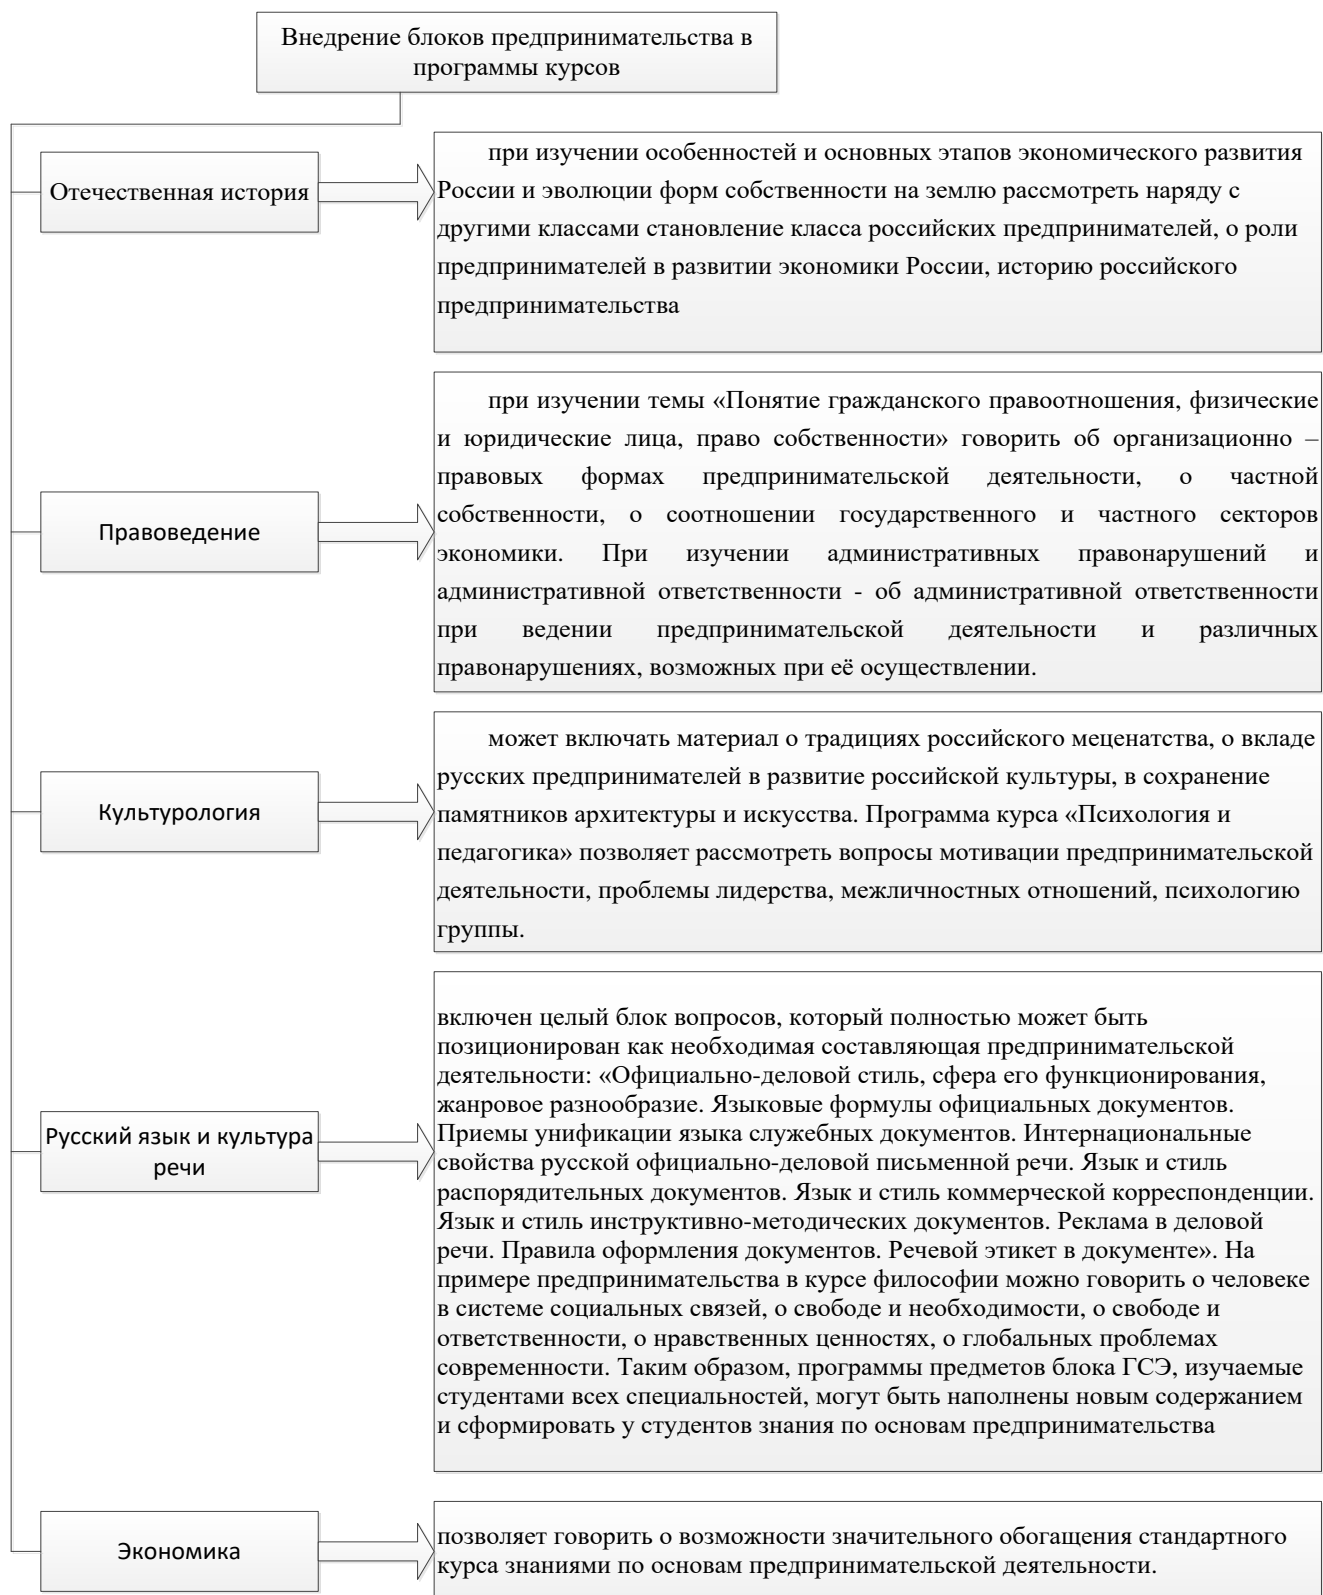 Внедрение блоков предпринимательства в
программы курсов
Отечественная история
при изучении особенностей и основных этапов экономического развития
России и эволюции форм собственности на землю рассмотреть наряду с
другими классами становление класса российских предпринимателей, о роли
предпринимателей в развитии экономики России, историю российского
предпринимательства
Правоведение
при изучении темы «Понятие гражданского правоотношения, физические
и юридические лица, право собственности» говорить об организационно –
правовых формах предпринимательской деятельности, о частной
собственности, о соотношении государственного и частного секторов
экономики. При изучении административных правонарушений и
административной ответственности - об административной ответственности
при ведении предпринимательской деятельности и различных
правонарушениях, возможных при её осуществлении.
Культурология
может включать материал о традициях российского меценатства, о вкладе
русских предпринимателей в развитие российской культуры, в сохранение
памятников архитектуры и искусства. Программа курса «Психология и
педагогика» позволяет рассмотреть вопросы мотивации предпринимательской
деятельности, проблемы лидерства, межличностных отношений, психологию
группы.
Русский язык и культура
речи
включен целый блок вопросов, который полностью может быть
позиционирован как необходимая составляющая предпринимательской
деятельности: «Официально-деловой стиль, сфера его функционирования,
жанровое разнообразие. Языковые формулы официальных документов.
Приемы унификации языка служебных документов. Интернациональные
свойства русской официально-деловой письменной речи. Язык и стиль
распорядительных документов. Язык и стиль коммерческой корреспонденции.
Язык и стиль инструктивно-методических документов. Реклама в деловой
речи. Правила оформления документов. Речевой этикет в документе». На
примере предпринимательства в курсе философии можно говорить о человеке
в системе социальных связей, о свободе и необходимости, о свободе и
ответственности, о нравственных ценностях, о глобальных проблемах
современности. Таким образом, программы предметов блока ГСЭ, изучаемые
студентами всех специальностей, могут быть наполнены новым содержанием
и сформировать у студентов знания по основам предпринимательства
Экономика
позволяет говорить о возможности значительного обогащения стандартного
курса знаниями по основам предпринимательской деятельности.